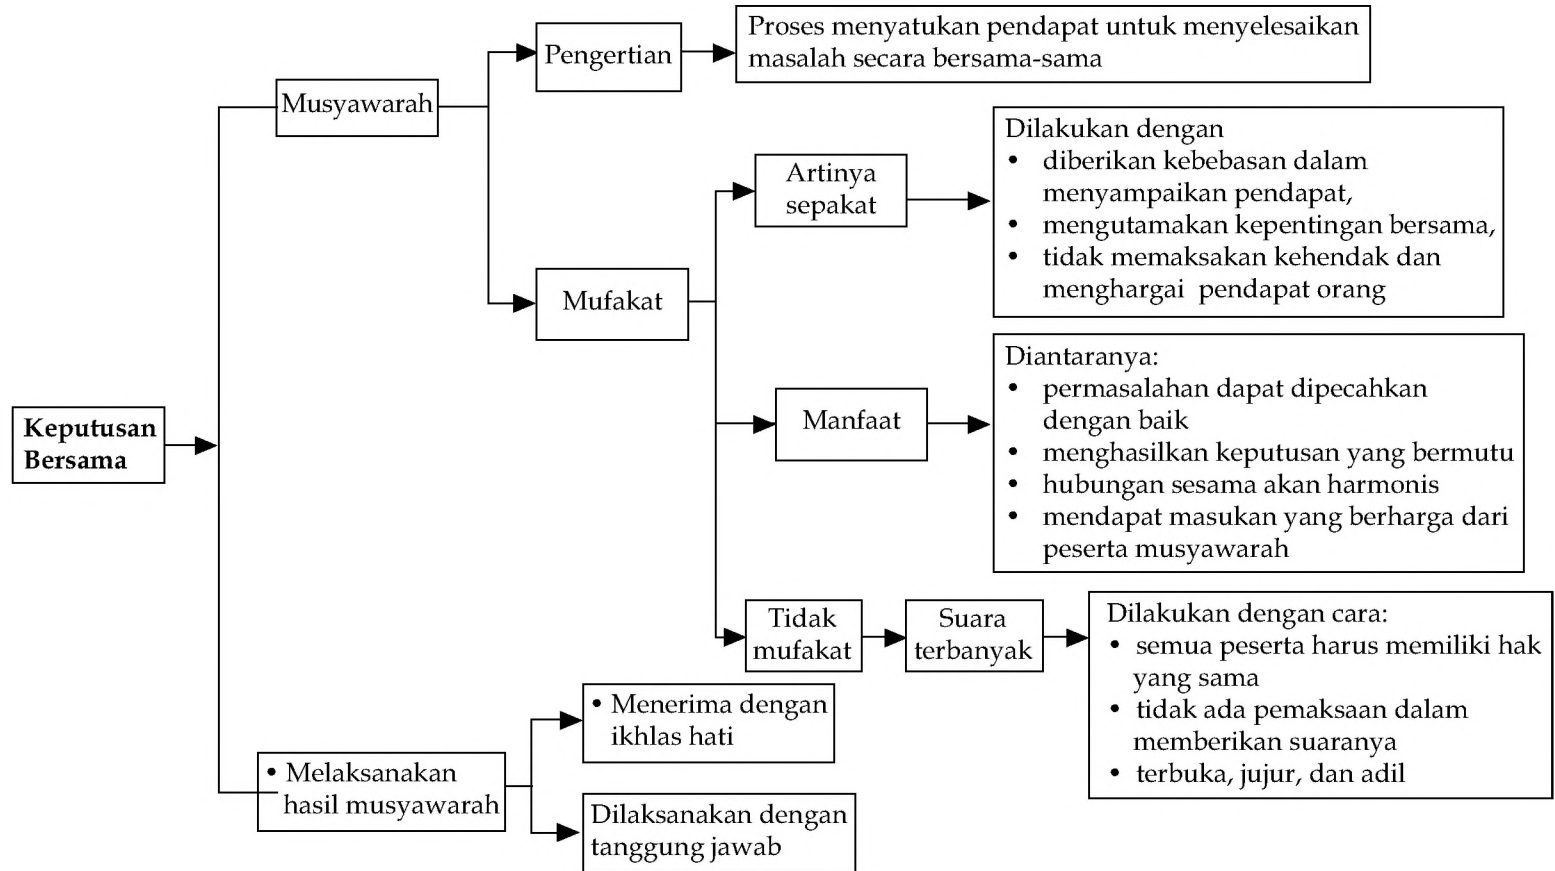 Musyawarah
Pengertian
Proses menyatukan pendapat untuk menyelesaikan
masalah secara bersama-sama
Mufakat
Artinya
sepakat
Dilakukan dengan
• diberikan kebebasan dalam
menyampaikan pendapat,
• mengutamakan kepentingan bersama,
• tidak memaksakan kehendak dan
menghargai pendapat orang
Manfaat
Diantaranya:
• permasalahan dapat dipecahkan
dengan baik
• menghasilkan keputusan yang bermutu
• hubungan sesama akan harmonis
• mendapat masukan yang berharga dari
peserta musyawarah
Keputusan
Bersama
Tidak
mufakat
Suara
terbanyak
Dilakukan dengan cara:
• semua peserta harus memiliki hak
yang sama
• tidak ada pemaksaan dalam
memberikan suaranya
• terbuka, jujur, dan adil
• Melaksanakan
hasil musyawarah
• Menerima dengan
ikhlas hati
Dilaksanakan dengan
tanggung jawab